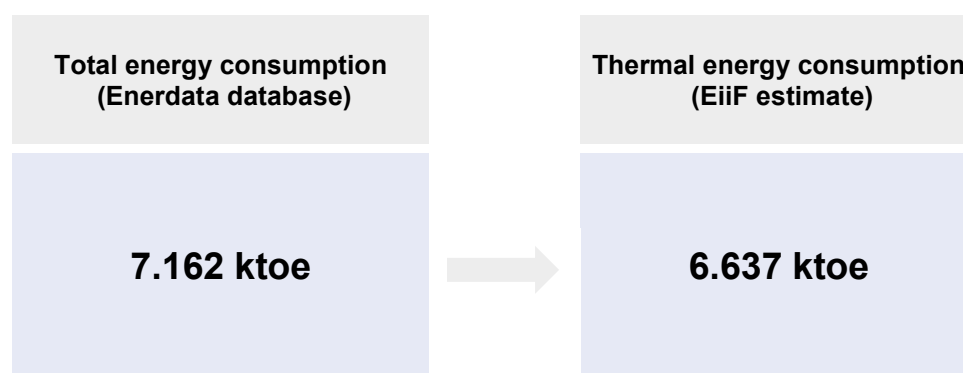 Total energy consumption
(Enerdata database)
Thermal energy consumption
(EiiF estimate)
7.162 ktoe
6.637 ktoe